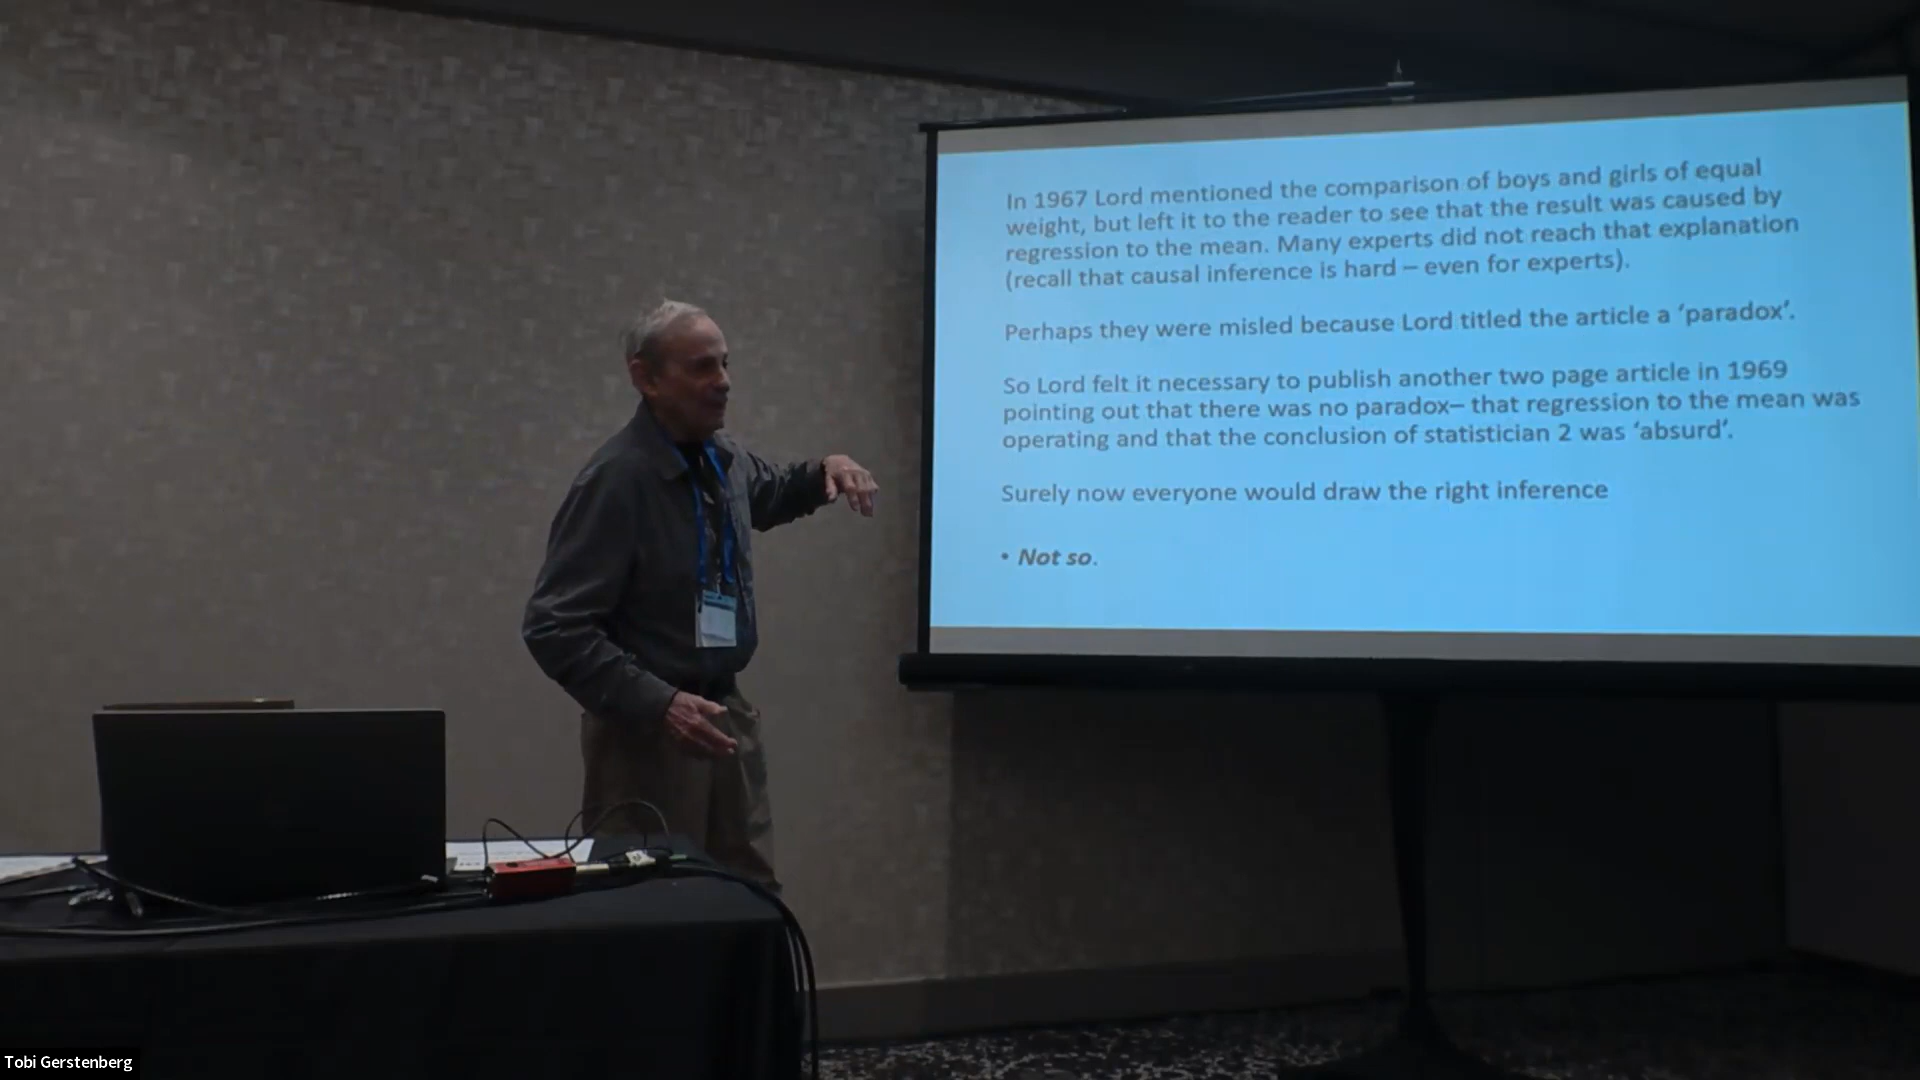 In 1967 Lord mentioned the comparison of boys and girls of equal
weight, but left it to the reader to see that the result was caused by
regression to the mean. Many experts did not reach that explanation
(recall that causal inference is hard – even for experts).
Perhaps they were misled because Lord titled the article a ‘paradox’.
So Lord felt it necessary to publish another two page article in 1969
pointing out that there was no paradox– that regression to the mean was
operating and that the conclusion of statistician 2 was ‘absurd’.
Surely now everyone would draw the right inference
• Not so.
Tobi Gerstenberg